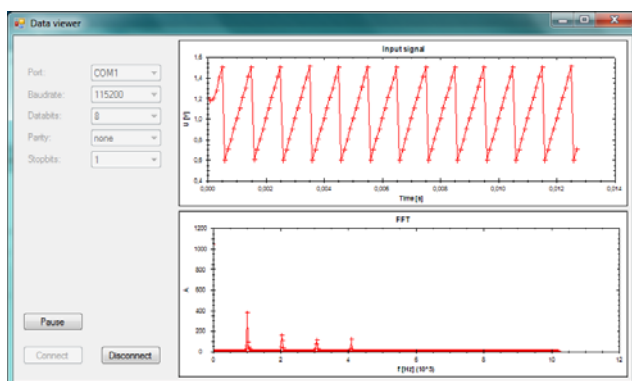 Data viewer
Port: COM1
Baudrate: 115200
Databits: 8
Parity: none
Stopbits: 1
Pause
Connect Disconnect
Input signal
1,6
1,4
1,2
1,0
0,8
0,6
0,4
U [V]
0,000 0,002 0,004 0,006 0,008 0,010 0,012 0,014
Time [s]
FFT
1200
1000
800
600
400
200
0
A
0 2 4 6 8 10 12
f [Hz] (10^3)